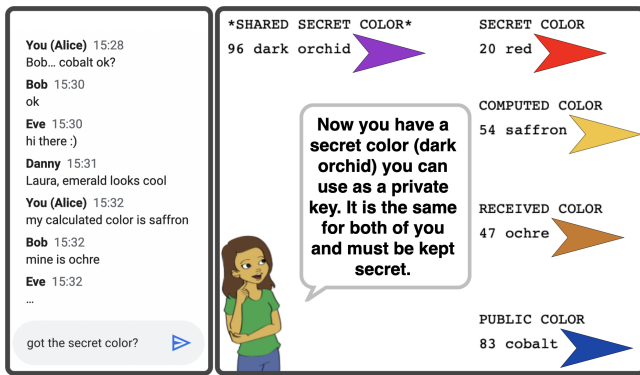 You (Alice) 15:28
Bob... cobalt ok?
Bob 15:30
ok
Eve 15:30
hi there :)
Danny 15:31
Laura, emerald looks cool
You (Alice) 15:32
my calculated color is saffron
Bob 15:32
mine is ochre
Eve 15:32
...
got the secret color?
*SHARED SECRET COLOR*
96 dark orchid
Now you have a
secret color (dark
orchid) you can
use as a private
key. It is the same
for both of you
and must be kept
secret.
SECRET COLOR
20 red
COMPUTED COLOR
54 saffron
RECEIVED COLOR
47 ochre
PUBLIC COLOR
83 cobalt